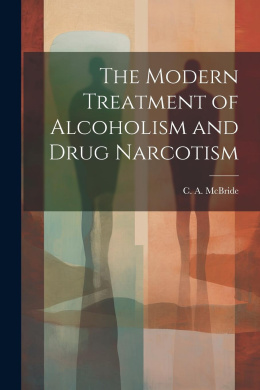 The Modern
Treatment of
Alcoholism and
Drug Narcotism
C. A. McBride